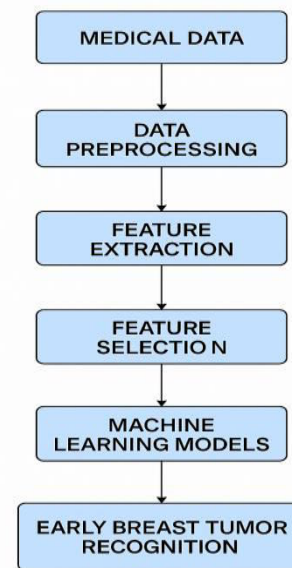 MEDICAL DATA
DATA
PREPROCESSING
FEATURE
EXTRACTION
FEATURE
SELECTIO N
MACHINE
LEARNING MODELS
EARLY BREAST TUMOR
RECOGNITION